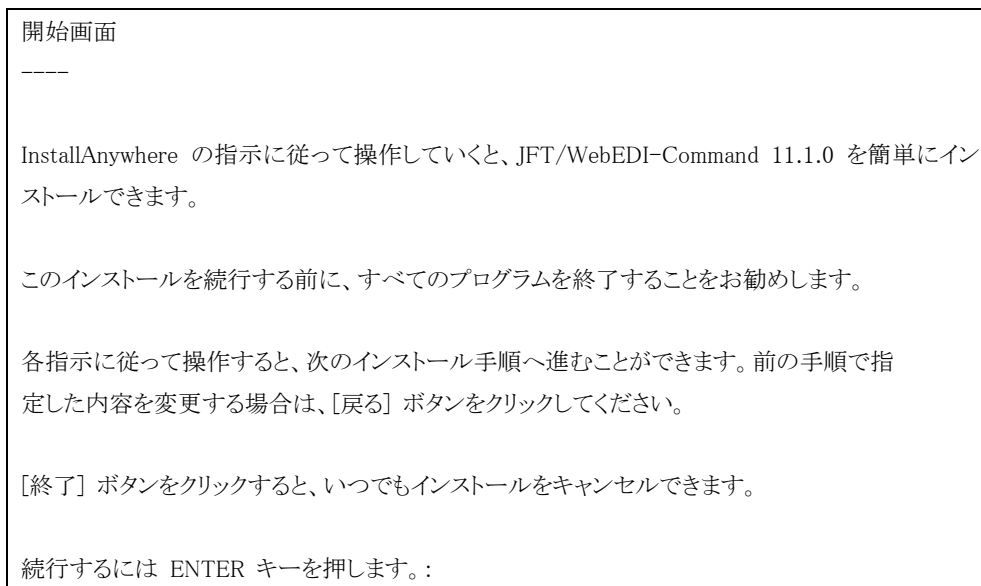 開始画面
----
InstallAnywhere の指示に従って操作していくと、JFT/WebEDI-Command 11.1.0 を簡単にイン
ストールできます。
このインストールを続行する前に、すべてのプログラムを終了することをお勧めします。
各指示に従って操作すると、次のインストール手順へ進むことができます。前の手順で指
定した内容を変更する場合は、[戻る] ボタンをクリックしてください。
[終了] ボタンをクリックすると、いつでもインストールをキャンセルできます。
続行するには ENTER キーを押します。: